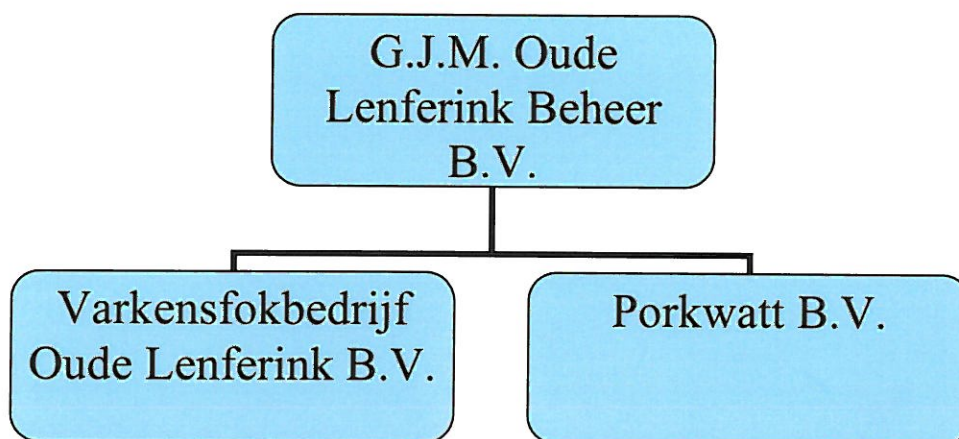 G.J.M. Oude
Lenferink Beheer
B.V.
Varkensfokbedrijf
Oude Lenferink B.V.
Porkwatt B.V.